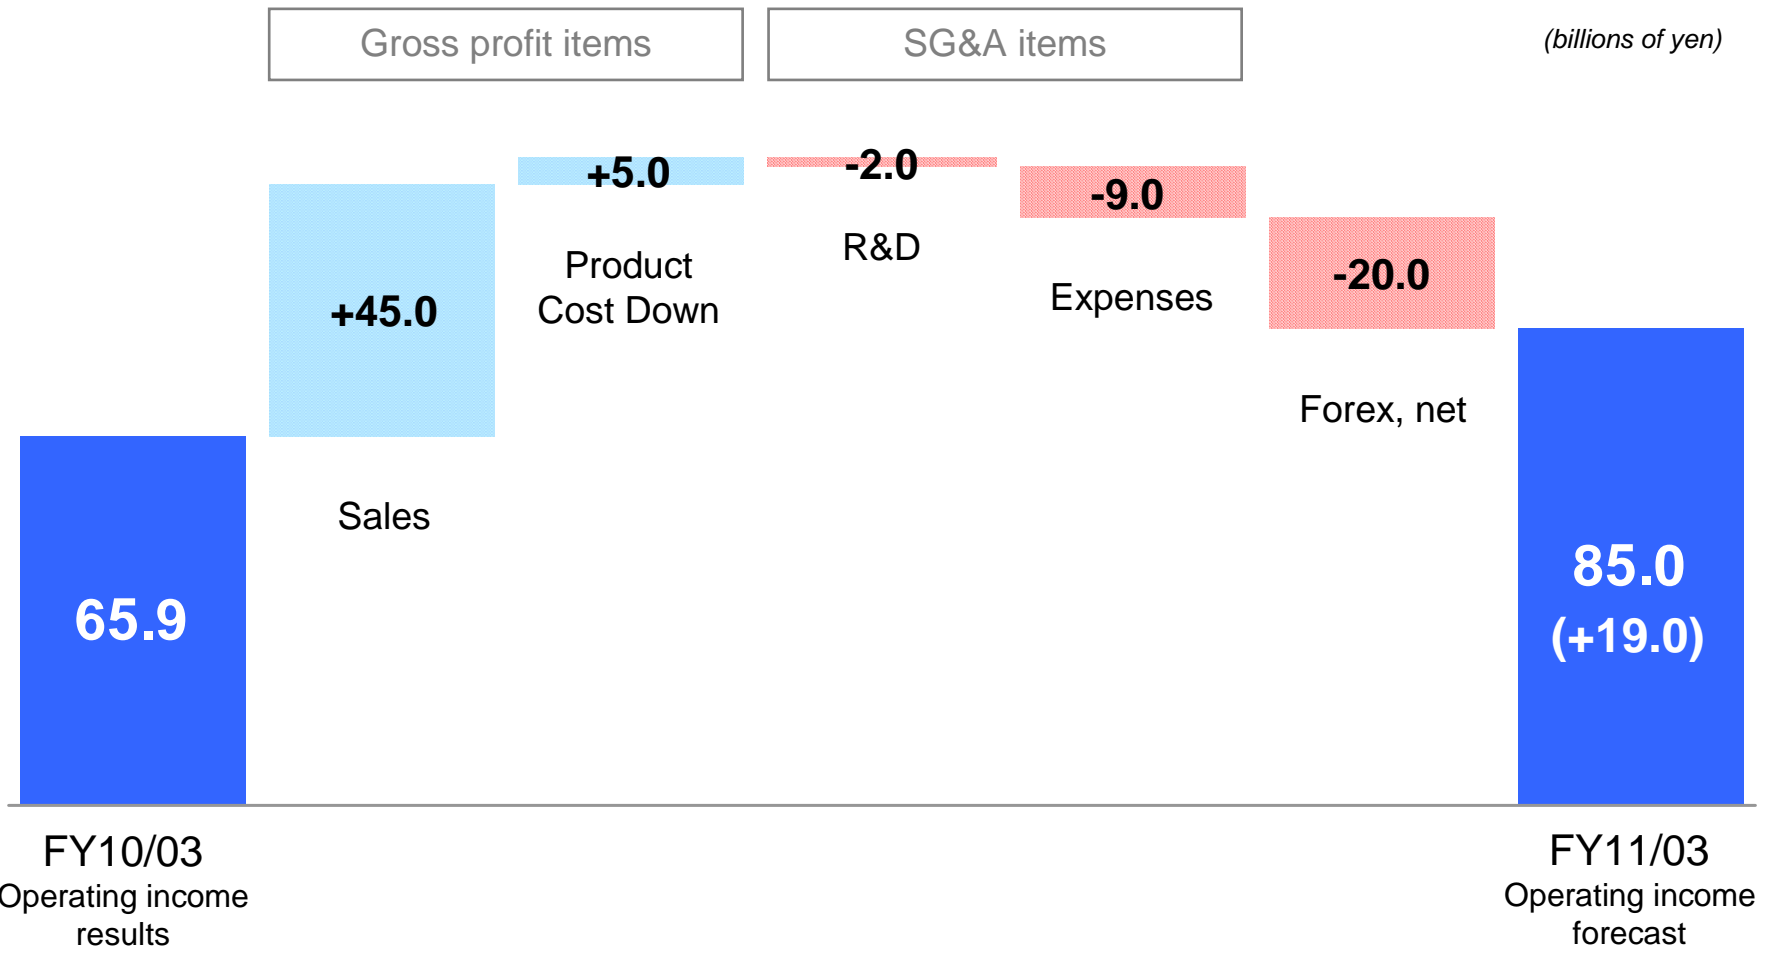 Gross profit items
SG&A items
(billions of yen)
+5.0
-2.0
-9.0
R&D
Product
Cost Down
-20.0
+45.0
Expenses
Forex, net
Sales
85.0
(+19.0)
65.9
FY10/03
Operating income
results
FY11/03
Operating income
forecast